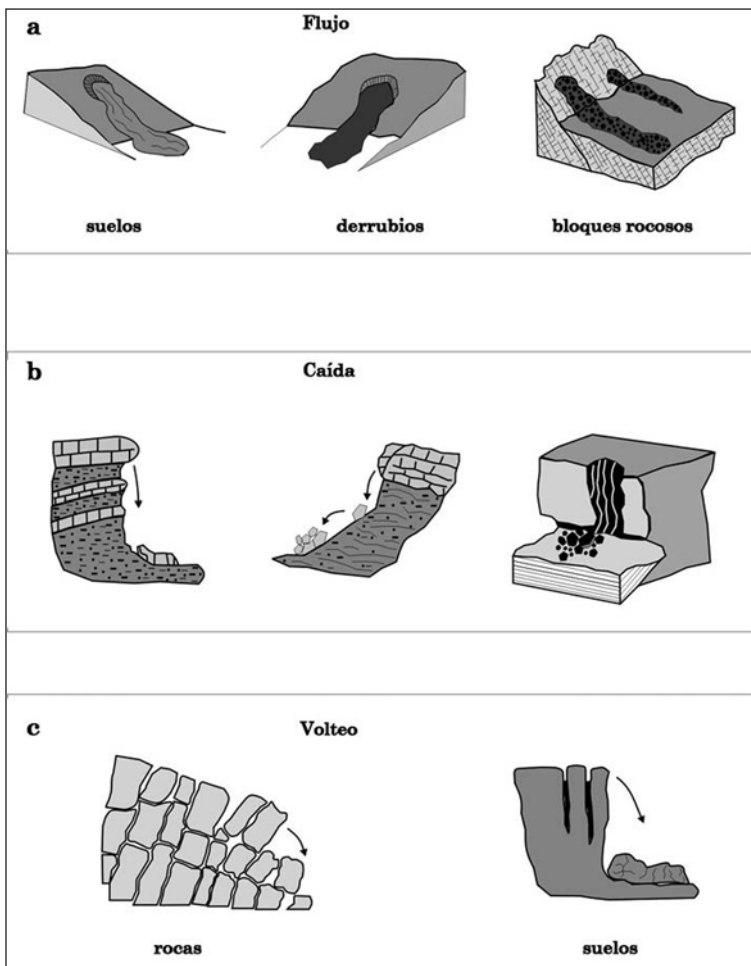 a Flujo
suelos derrubios bloques rocosos
b Caída
c Volteo
rocas suelos